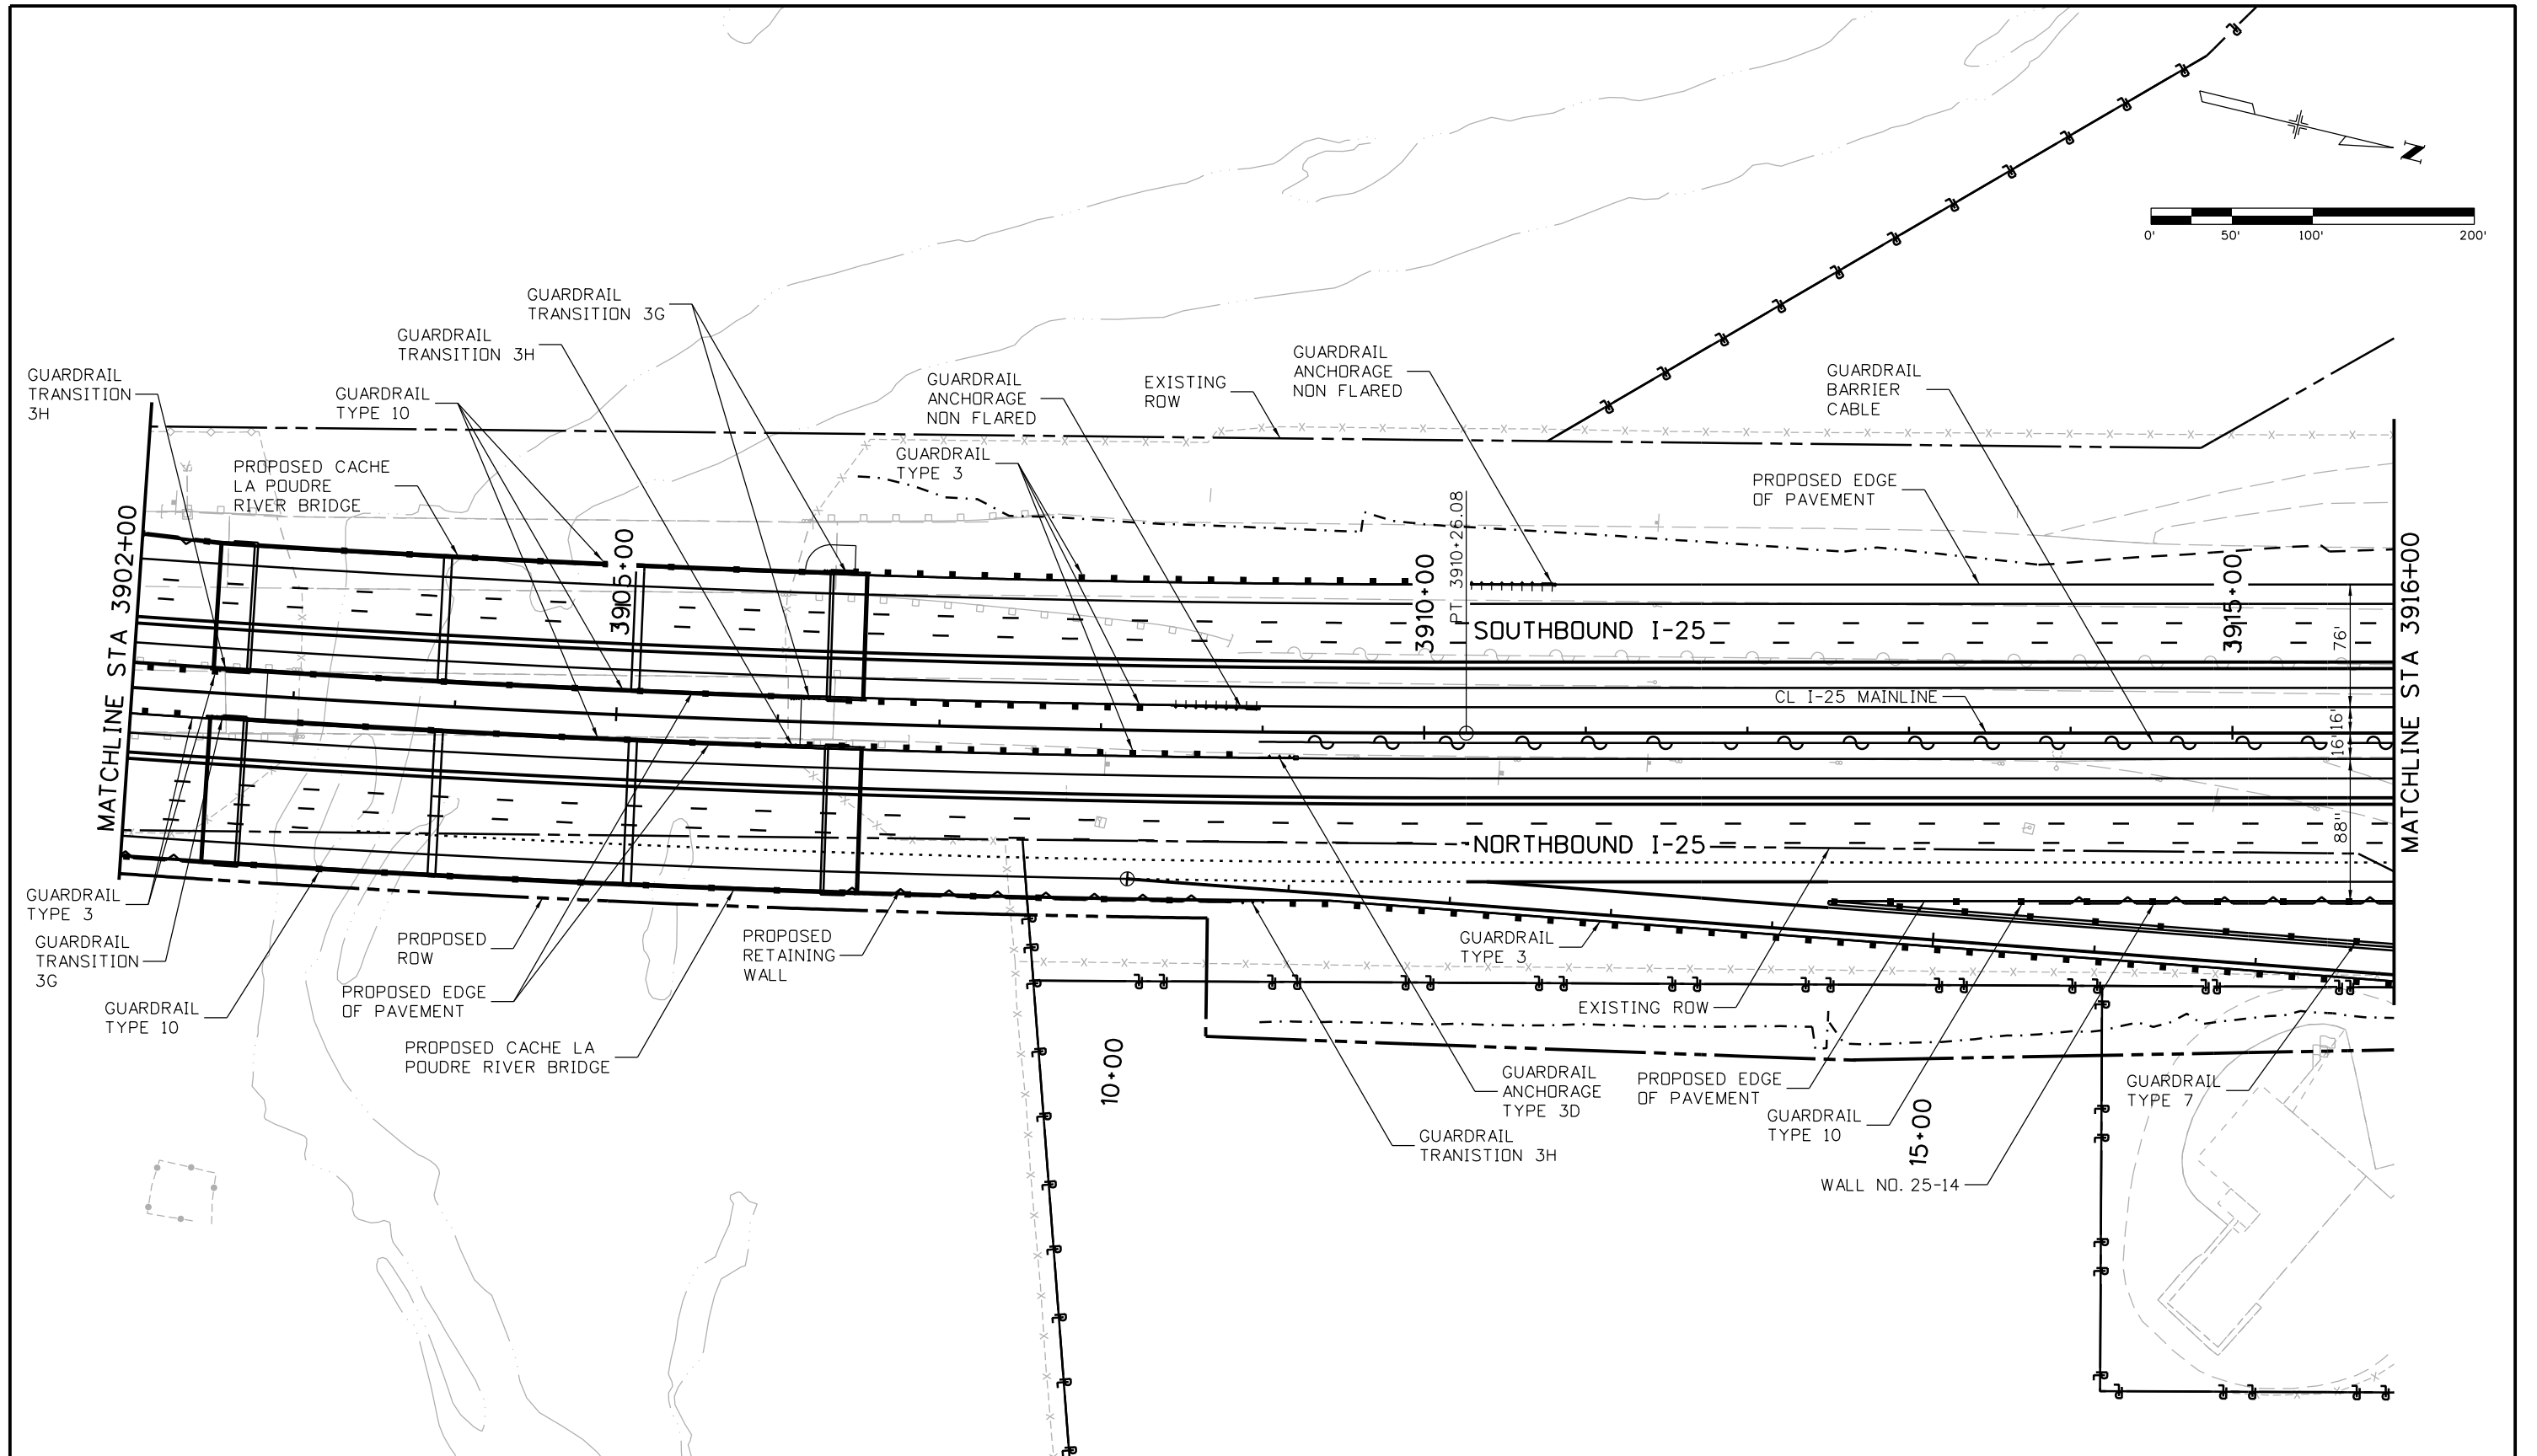 N
0' 50' 100' 200'
GUARDRAIL
TRANSITION 3G
GUARDRAIL
TRANSITION 3H
GUARDRAIL
TRANSITION
3H
GUARDRAIL
TYPE 10
GUARDRAIL
ANCHORAGE
NON FLARED
EXISTING
ROW
GUARDRAIL
ANCHORAGE
NON FLARED
GUARDRAIL
BARRIER
CABLE
PROPOSED CACHE
LA POUDRE
RIVER BRIDGE
GUARDRAIL
TYPE 3
PROPOSED EDGE
OF PAVEMENT
MATCHLINE STA 3902+00
3905+00
3910+00
PT 3910+26.08
3915+00
MATCHLINE STA 3916+00
SOUTHBOUND I-25
76'
CL I-25 MAINLINE
16'
16'
88"
NORTHBOUND I-25
GUARDRAIL
TYPE 3
GUARDRAIL
TRANSITION
3G
GUARDRAIL
TYPE 10
PROPOSED
ROW
PROPOSED EDGE
OF PAVEMENT
PROPOSED CACHE LA
POUDRE RIVER BRIDGE
PROPOSED
RETAINING
WALL
GUARDRAIL
TYPE 3
EXISTING ROW
10+00
GUARDRAIL
ANCHORAGE
TYPE 3D
GUARDRAIL
TRANISTION 3H
PROPOSED EDGE
OF PAVEMENT
GUARDRAIL
TYPE 10
15+00
WALL NO. 25-14
GUARDRAIL
TYPE 7